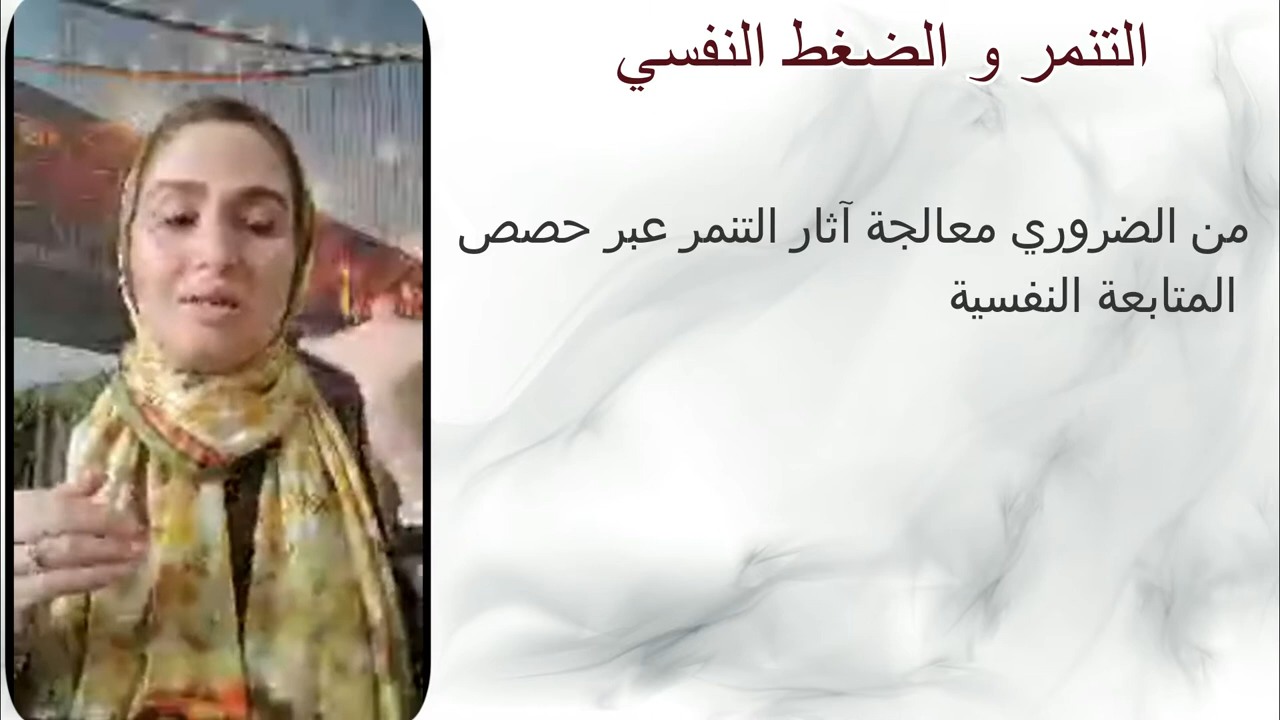 التنمر و الضغط النفسي
من الضروري معالجة آثار التنمر عبر حصص
المتابعة النفسية